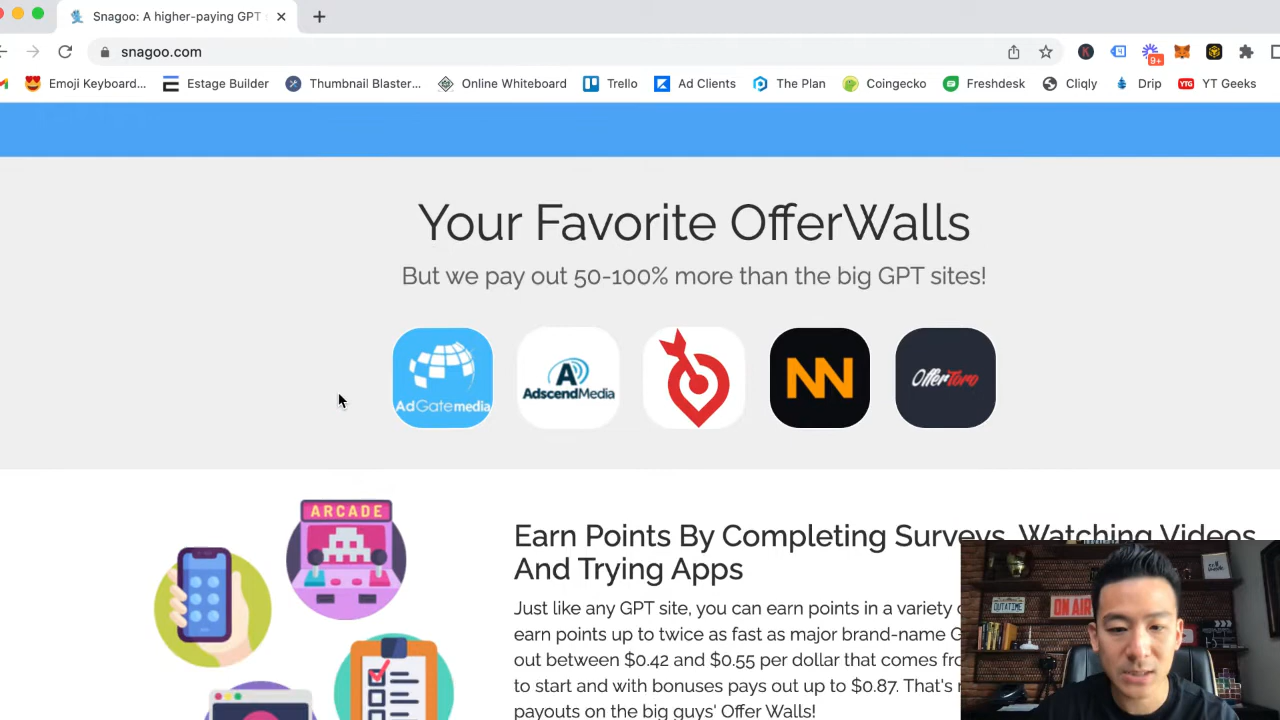 Snagoo: A higher-paying GPT
snagoo.com
9+
Emoji Keyboard...
Estage Builder
Thumbnail Blaster...
Online Whiteboard
Trello
Ad Clients
The Plan
Coingecko
Freshdesk
Cliqly
Drip
YTG
YT Geeks
Your Favorite OfferWalls
But we pay out 50-100% more than the big GPT sites!
AdGatemedia
AdscendMedia
NN
OfferToro
ARCADE
Earn Points By Completing Surveys, Watching Videos
And Trying Apps
Just like any GPT site, you can earn points in a variety
earn points up to twice as fast as major brand-name
out between $0.42 and $0.55 per dollar that comes
to start and with bonuses pays out up to $0.87. That's
payouts on the big guys' Offer Walls!
OUTATIME
ON AIR